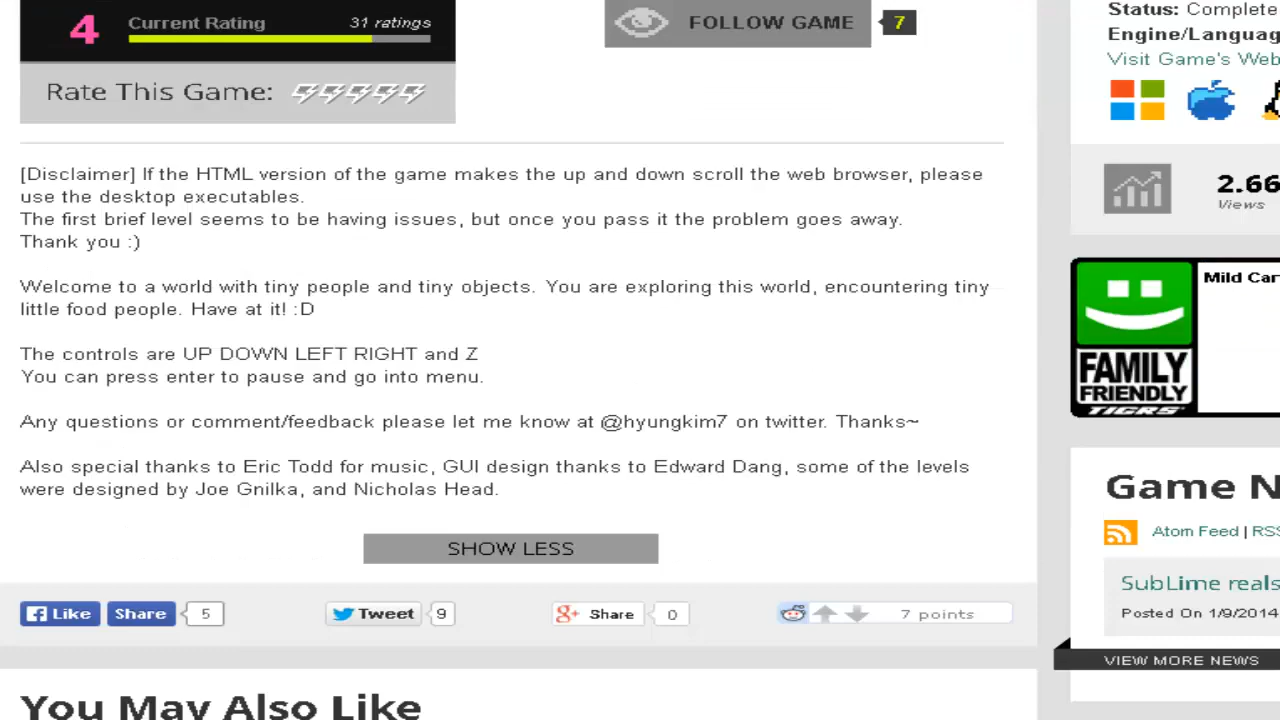 4 Current Rating 31 ratings
Rate This Game:
FOLLOW GAME 7
[Disclaimer] If the HTML version of the game makes the up and down scroll the web browser, please
use the desktop executables.
The first brief level seems to be having issues, but once you pass it the problem goes away.
Thank you :)
Welcome to a world with tiny people and tiny objects. You are exploring this world, encountering tiny
little food people. Have at it! :D
The controls are UP DOWN LEFT RIGHT and Z
You can press enter to pause and go into menu.
Any questions or comment/feedback please let me know at @hyungkim7 on twitter. Thanks~
Also special thanks to Eric Todd for music, GUI design thanks to Edward Dang, some of the levels
were designed by Joe Gnilka, and Nicholas Head.
SHOW LESS
Like Share 5 Tweet 9 Share 0 7 points
You May Also Like
Status: Complete
Engine/Languag
Visit Game's Web
2.66
Views
Mild Car
FAMILY
FRIENDLY
TIGRS
Game N
Atom Feed | RSS
SubLime reals
Posted On 1/9/2014
VIEW MORE NEWS